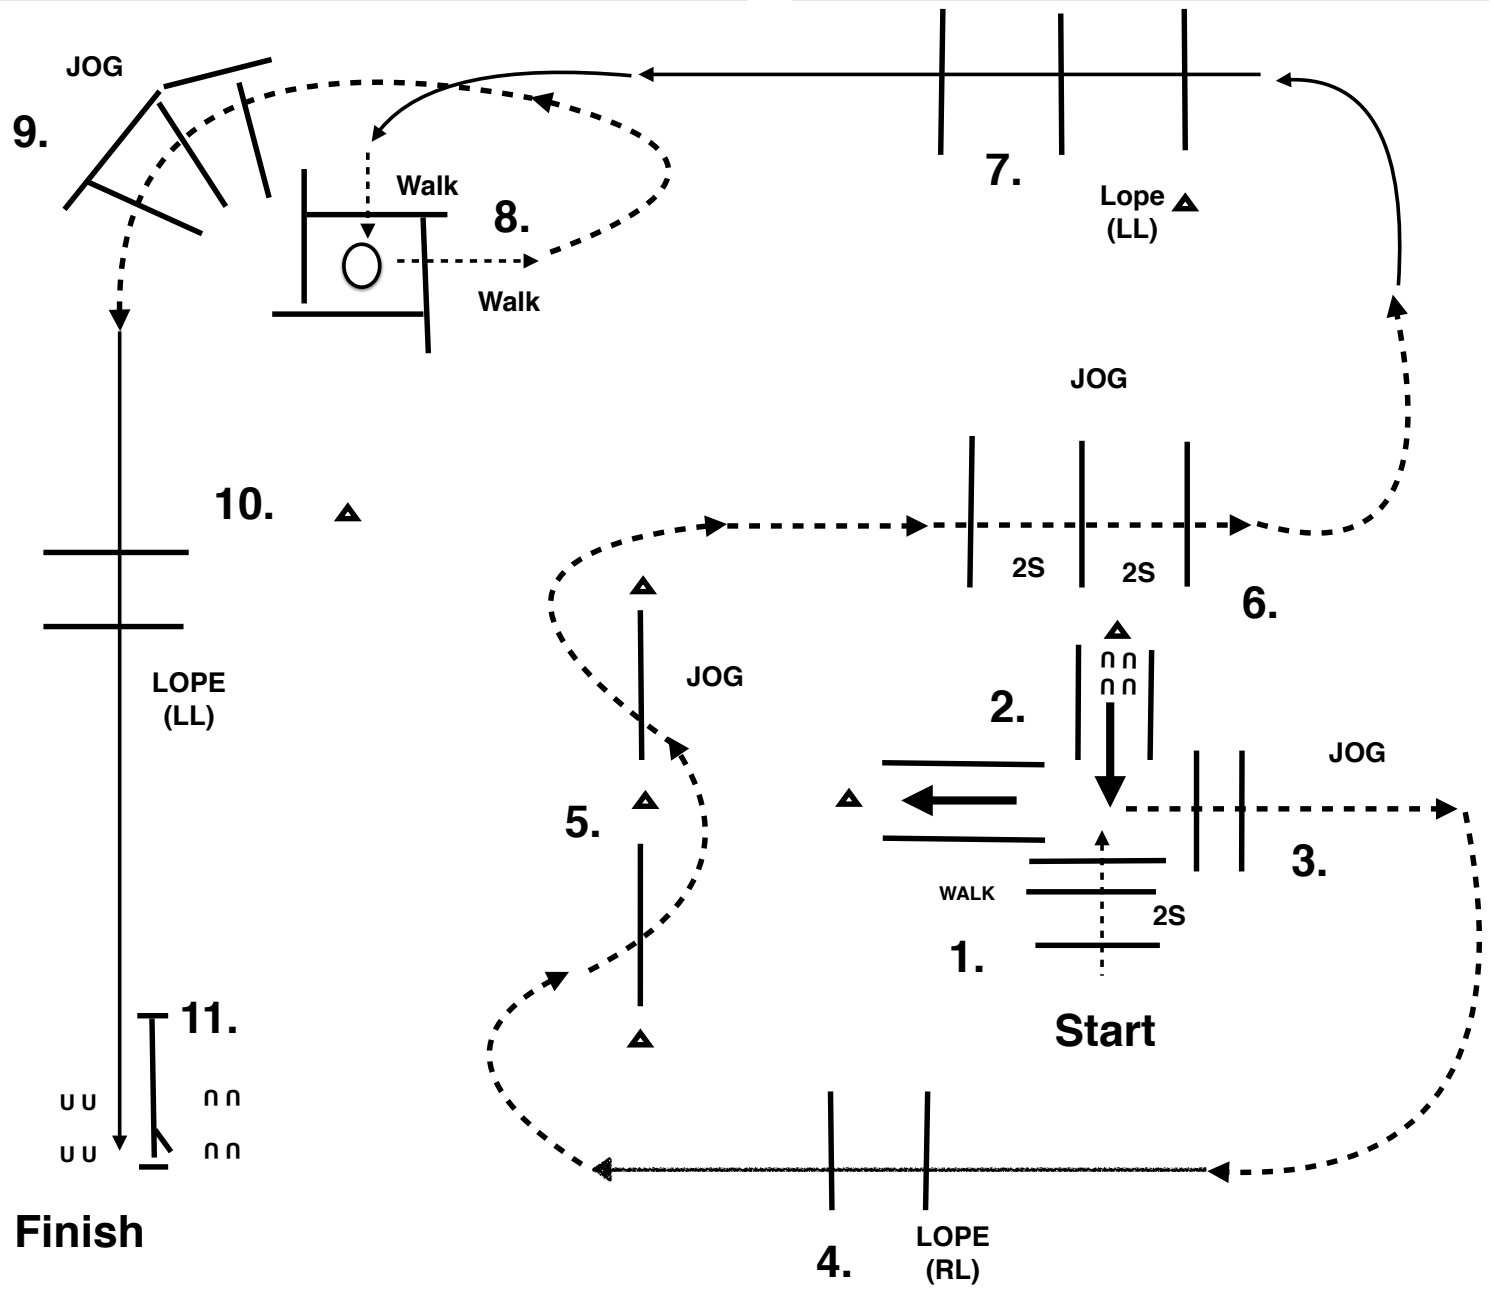 JOG
9.
Walk
8.
Walk
7.
Lope
(LL)
JOG
10.
2S
2S
6.
LOPE
(LL)
JOG
2.
JOG
5.
3.
WALK
2S
1.
Start
11.
U U
U U
Finish
LOPE
(RL)
4.